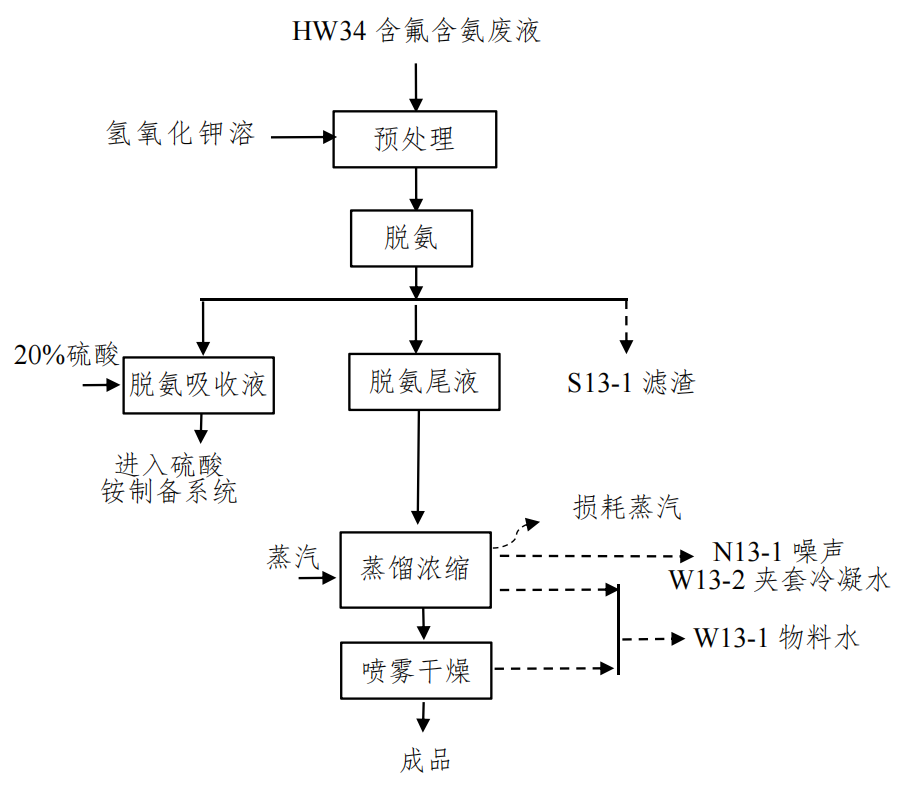 HW34 含氟含氨废液
氢氧化钾溶
预处理
脱氨
20%硫酸
脱氨吸收液
脱氨尾液
S13-1 滤渣
进入硫酸
铵制备系统
损耗蒸汽
蒸汽
蒸馏浓缩
N13-1 噪声
W13-2 夹套冷凝水
W13-1 物料水
喷雾干燥
成品